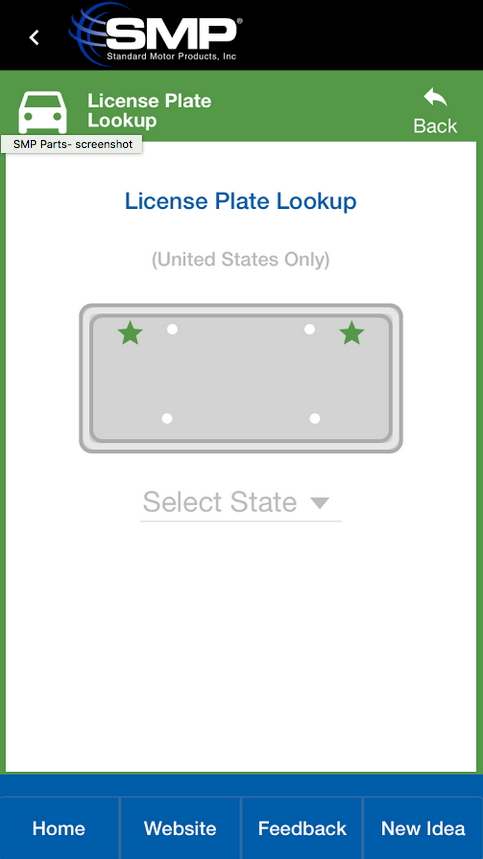 SMP®
Standard Motor Products, Inc
License Plate
Lookup
Back
SMP Parts- screenshot
License Plate Lookup
(United States Only)
Select State
Home
Website
Feedback
New Idea